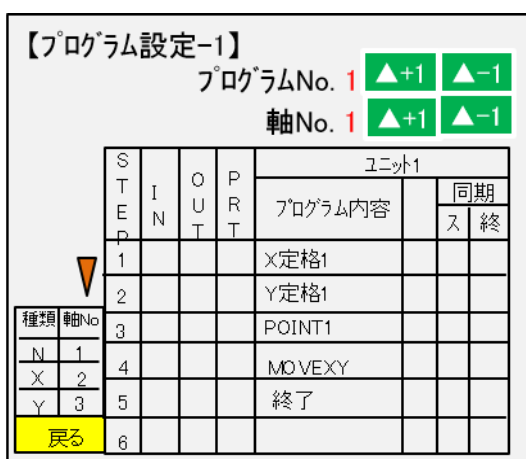 【プログラム設定-1】
プログラムNo. 1 ▲+1 ▲-1
軸No. 1 ▲+1 ▲-1
STEP IN OUT PRT ユニット1
プログラム内容 同期
ス 終
1 X定格1
2 Y定格1
3 POINT1
4 MOVEXY
5 終了
6
種類 軸No
N 1
X 2
Y 3
戻る